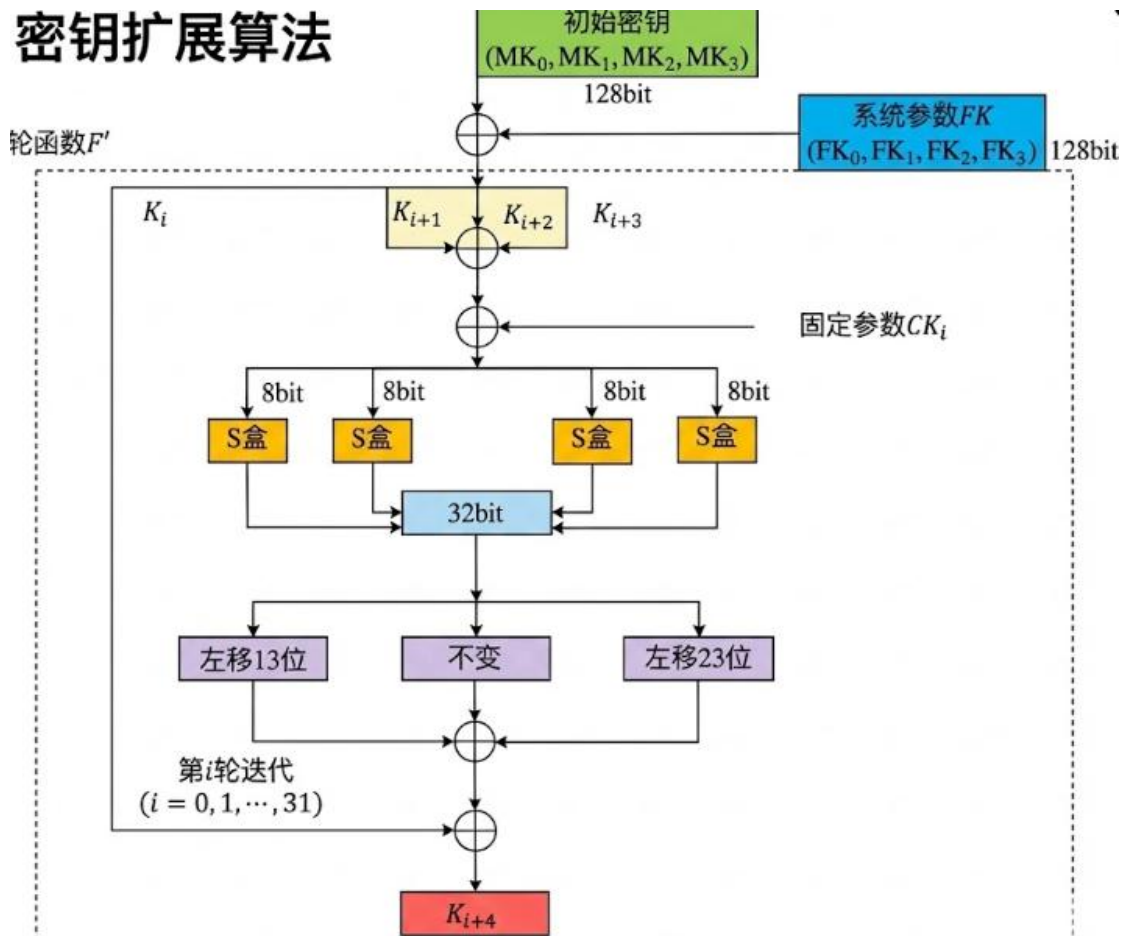 密钥扩展算法
初始密钥
(MK₀, MK₁, MK₂, MK₃)
128bit
系统参数FK
(FK₀, FK₁, FK₂, FK₃)
128bit
轮函数F′
Kᵢ
Kᵢ₊₁
Kᵢ₊₂
Kᵢ₊₃
固定参数CKᵢ
8bit
8bit
8bit
8bit
S盒
S盒
S盒
S盒
32bit
左移13位
不变
左移23位
第i轮迭代
(i = 0, 1, ⋯, 31)
Kᵢ₊₄